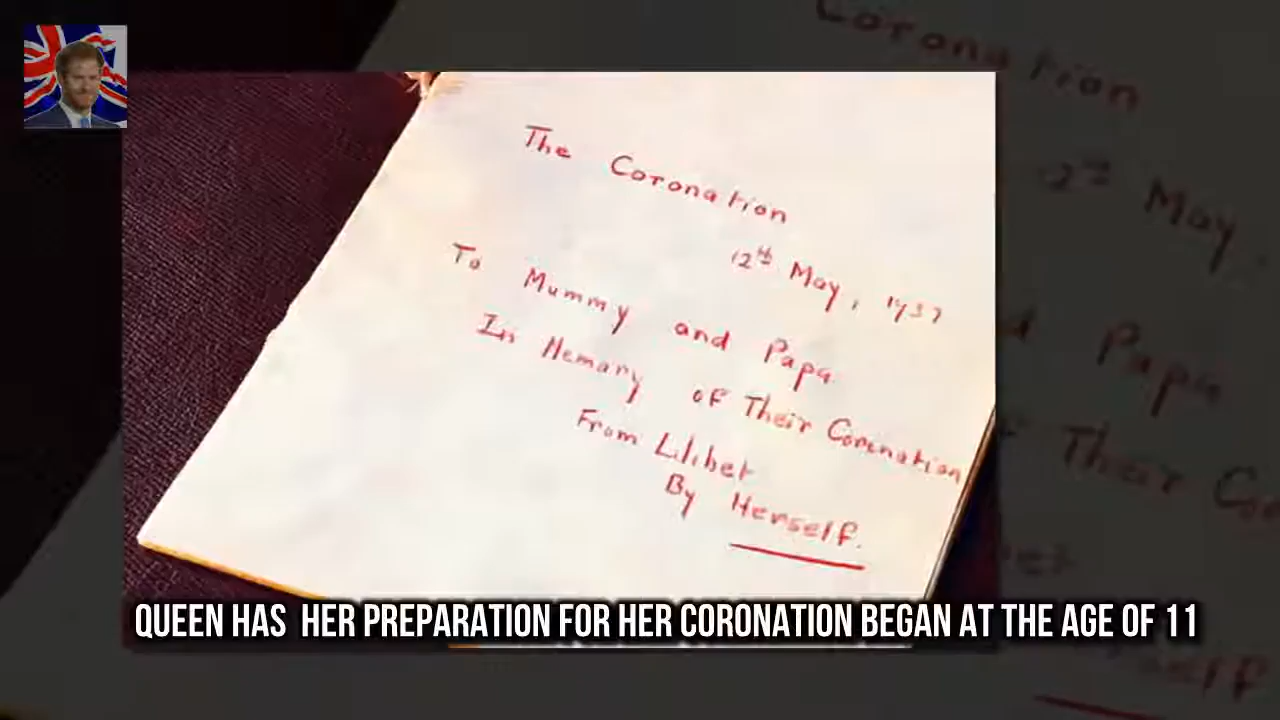 The Coronation
12th May, 1937
To Mummy and Papa
In Memary of Their Coronation
From Lilibet
By Herself.
QUEEN HAS HER PREPARATION FOR HER CORONATION BEGAN AT THE AGE OF 11